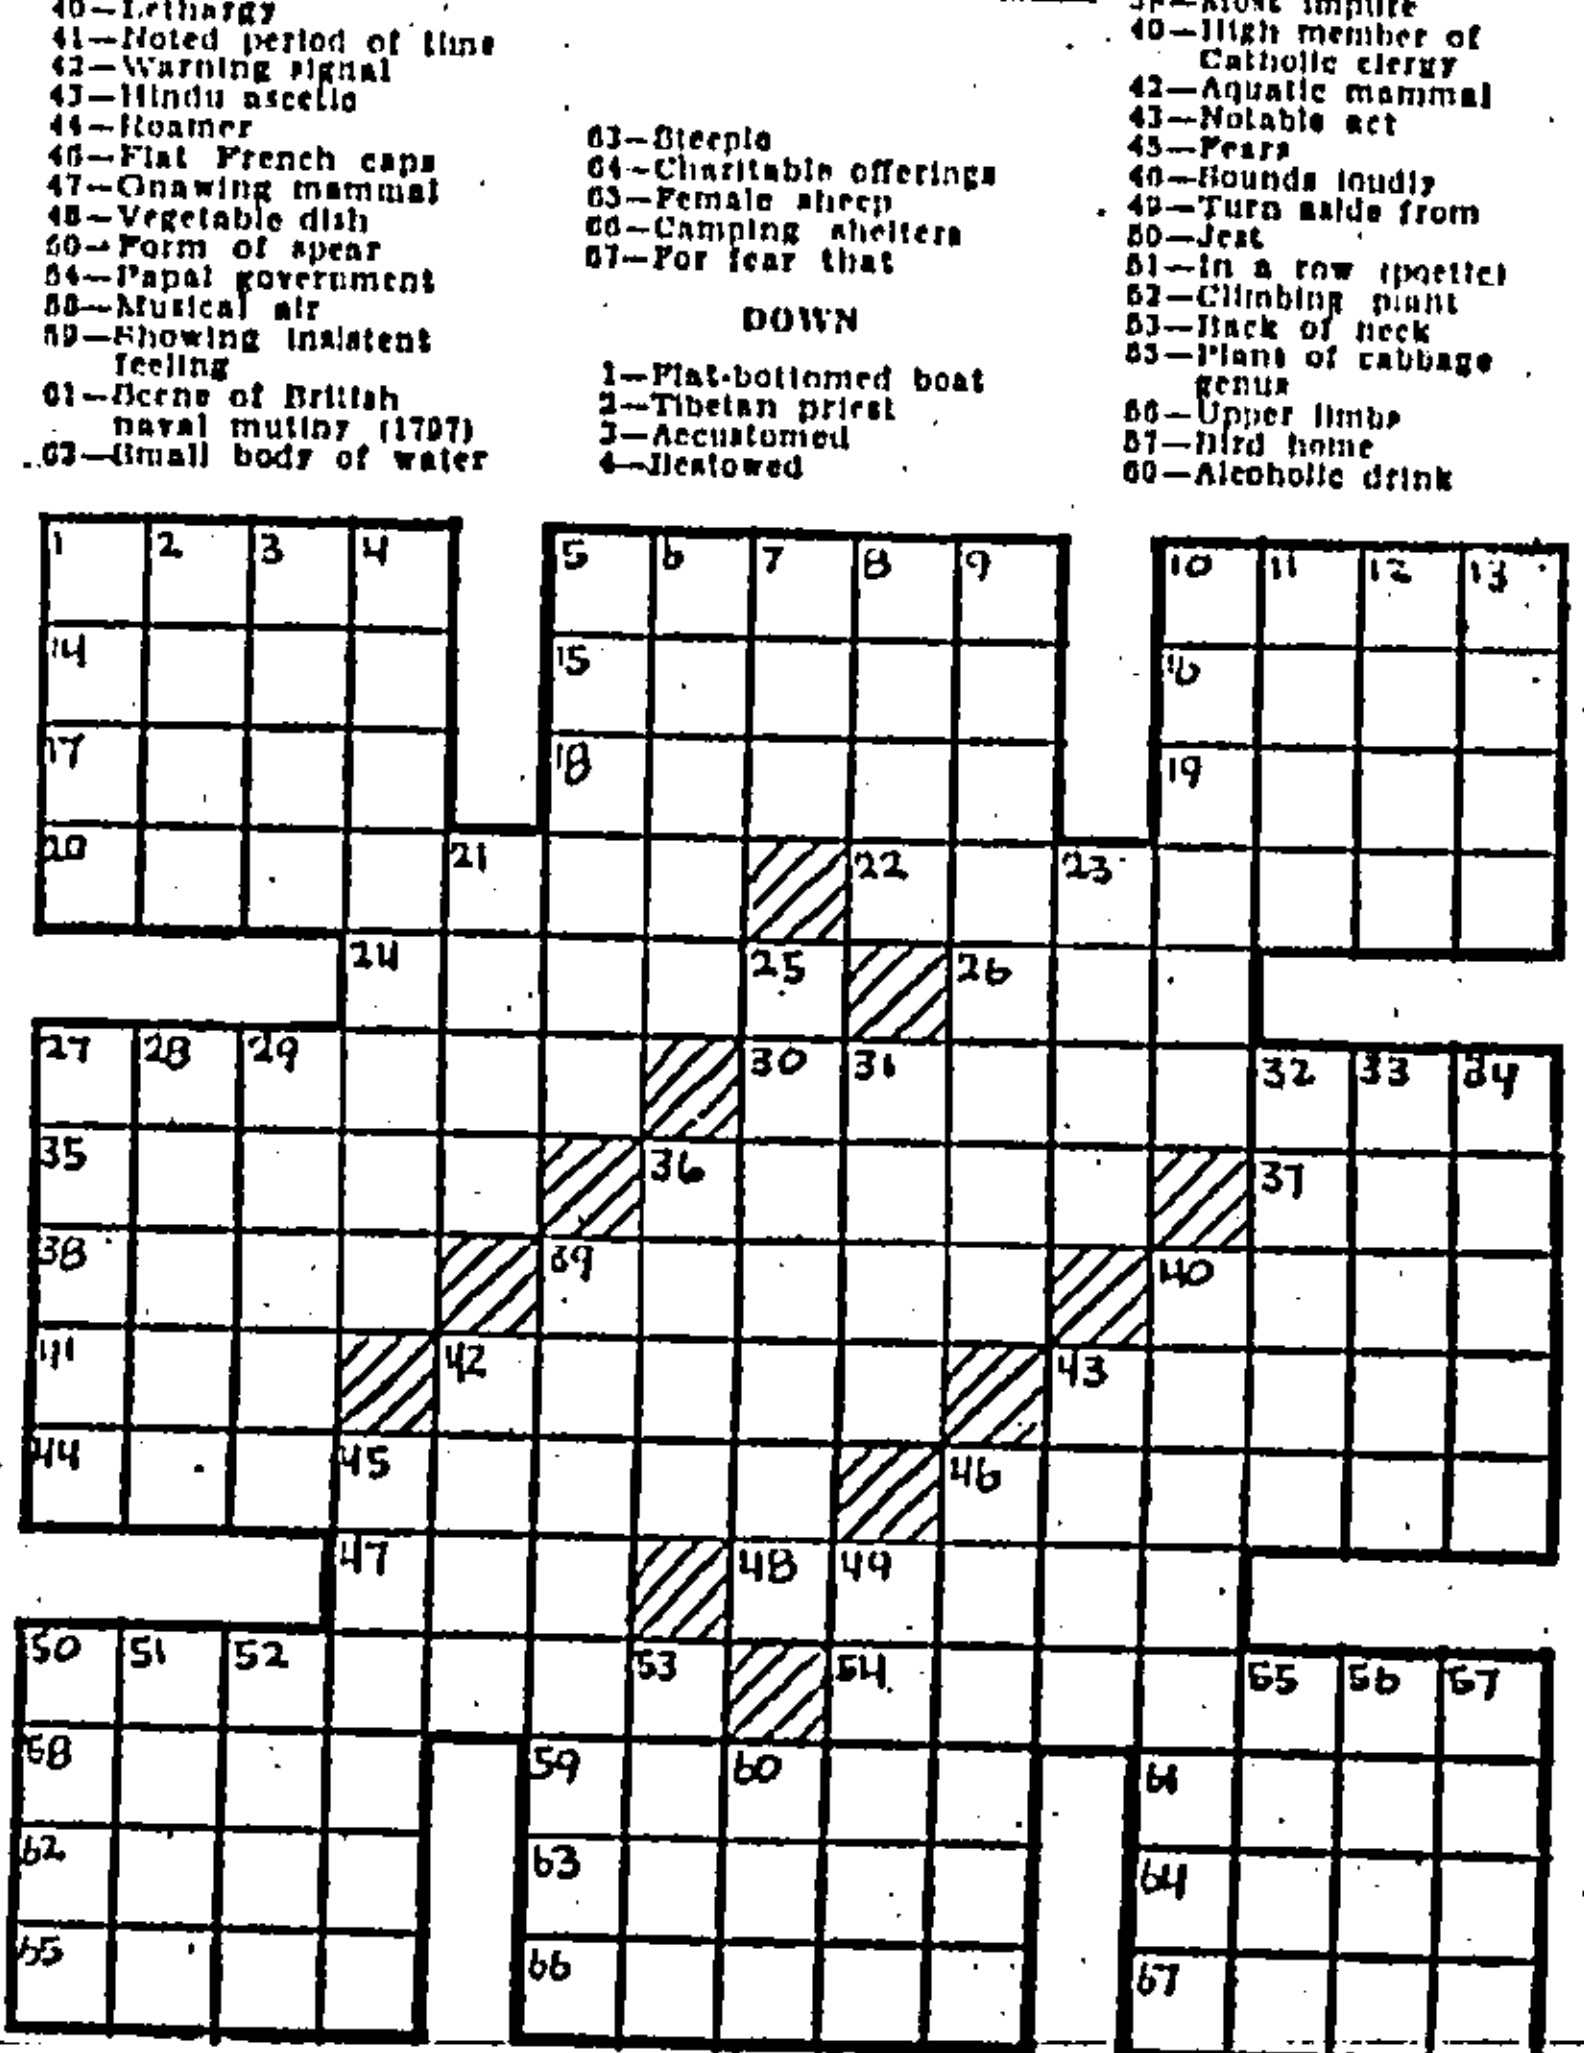 40—Lethargy
41—Noted period of time
42—Warning signal
43—Hindu ascetic
44—Roamer
46—Flat French caps
47—Gnawing mammal
48—Vegetable dish
50—Form of spear
54—Papal government
58—Musical air
59—Showing insistent
feeling
61—Scene of British
naval mutiny (1797)
62—Small body of water
63—Steeple
64—Charitable offerings
65—Female sheep
66—Camping shelters
67—For fear that
DOWN
1—Flat-bottomed boat
2—Tibetan priest
3—Accustomed
4—Bestowed
39—Most impure
40—High member of
Catholic clergy
42—Aquatic mammal
43—Notable act
45—Fears
46—Sounds loudly
49—Turn aside from
50—Jest
51—In a row (poetic)
52—Climbing plant
53—Back of neck
55—Plant of cabbage
genus
56—Upper limbs
57—Bird home
60—Alcoholic drink
1 2 3 4 5 6 7 8 9 10 11 12 13
14 15 16
17 18 19
20 21 22 23
24 25 26
27 28 29 30 31 32 33 34
35 36 37
38 39 40
41 42 43
44 45 46
47 48 49
50 51 52 53 54 55 56 57
58 59 60 61
62 63 64
65 66 67